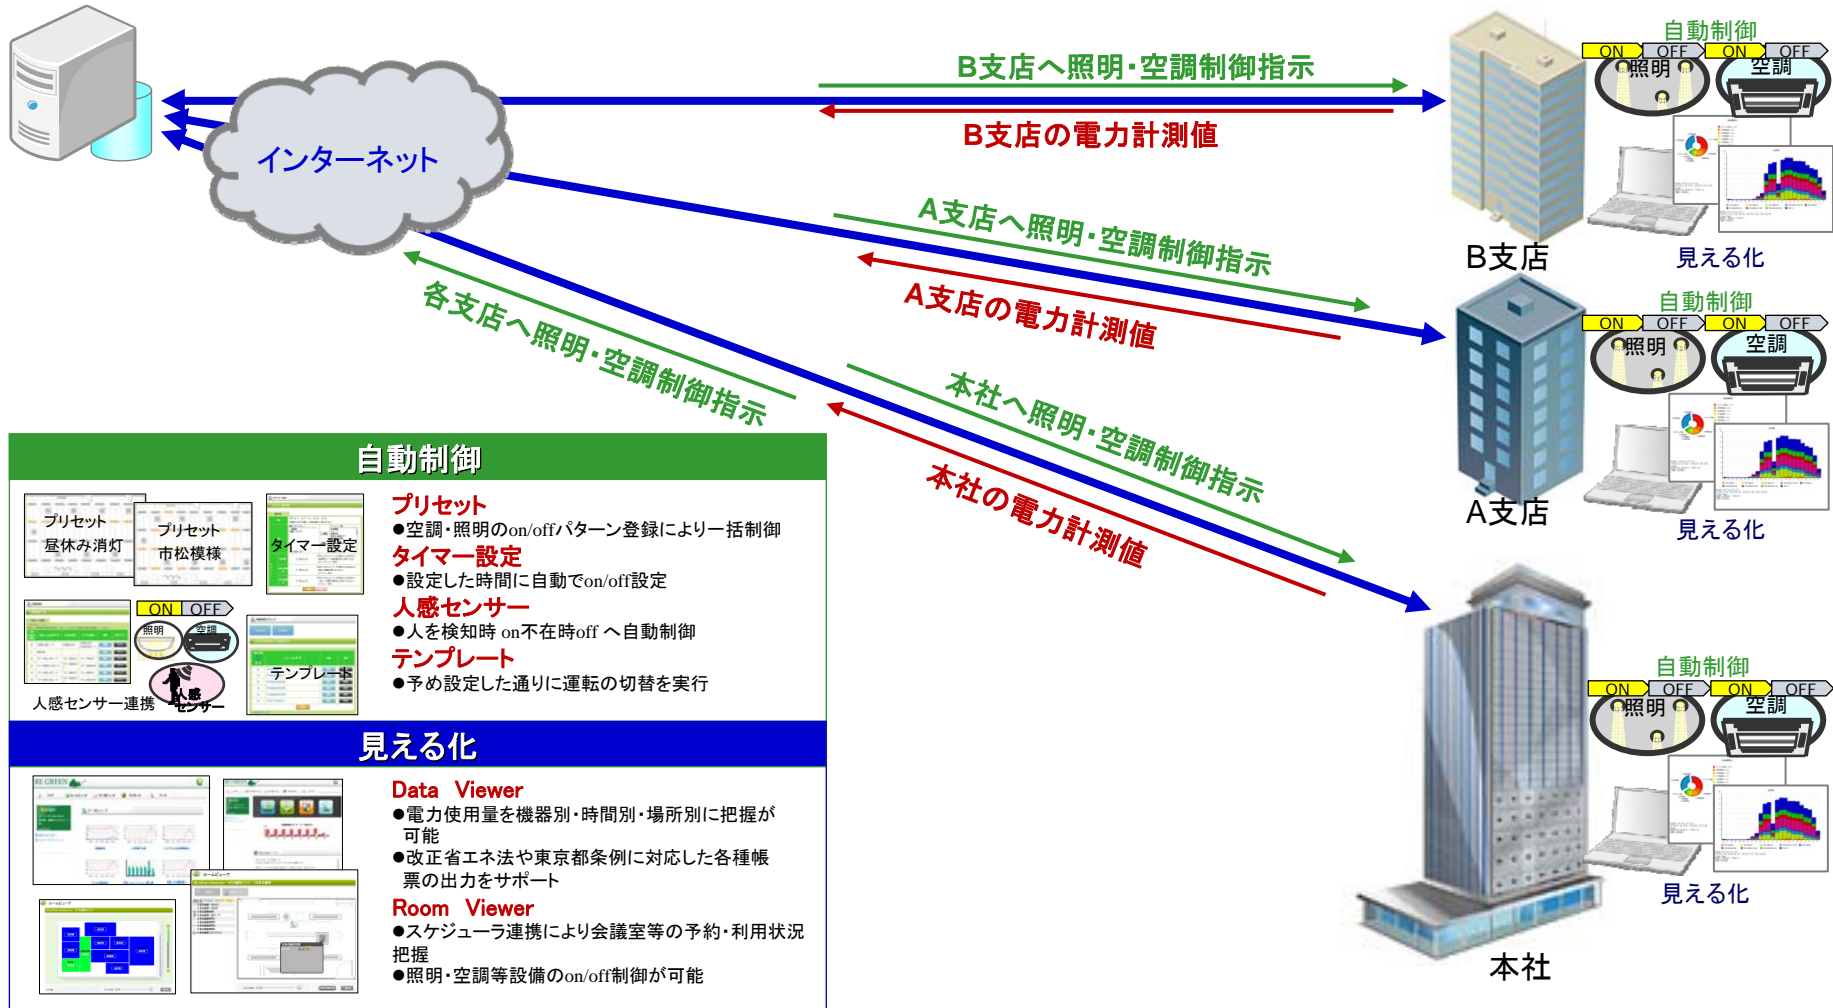 インターネット
B支店へ照明・空調制御指示
B支店の電力計測値
A支店へ照明・空調制御指示
A支店の電力計測値
各支店へ照明・空調制御指示
本社へ照明・空調制御指示
本社の電力計測値
自動制御
ON OFF ON OFF
照明 空調
B支店
見える化
自動制御
ON OFF ON OFF
照明 空調
A支店
見える化
自動制御
ON OFF ON OFF
照明 空調
本社
見える化
自動制御
プリセット
昼休み消灯
プリセット
市松模様
タイマー設定
ON OFF
照明 空調
人感
センサー
人感センサー連携
テンプレート
プリセット
●空調・照明のon/offパターン登録により一括制御
タイマー設定
●設定した時間に自動でon/off設定
人感センサー
●人を検知時 on不在時off へ自動制御
テンプレート
●予め設定した通りに運転の切替を実行
見える化
Data Viewer
●電力使用量を機器別・時間別・場所別に把握が
可能
●改正省エネ法や東京都条例に対応した各種帳
票の出力をサポート
Room Viewer
●スケジューラ連携により会議室等の予約・利用状況
把握
●照明・空調等設備のon/off制御が可能